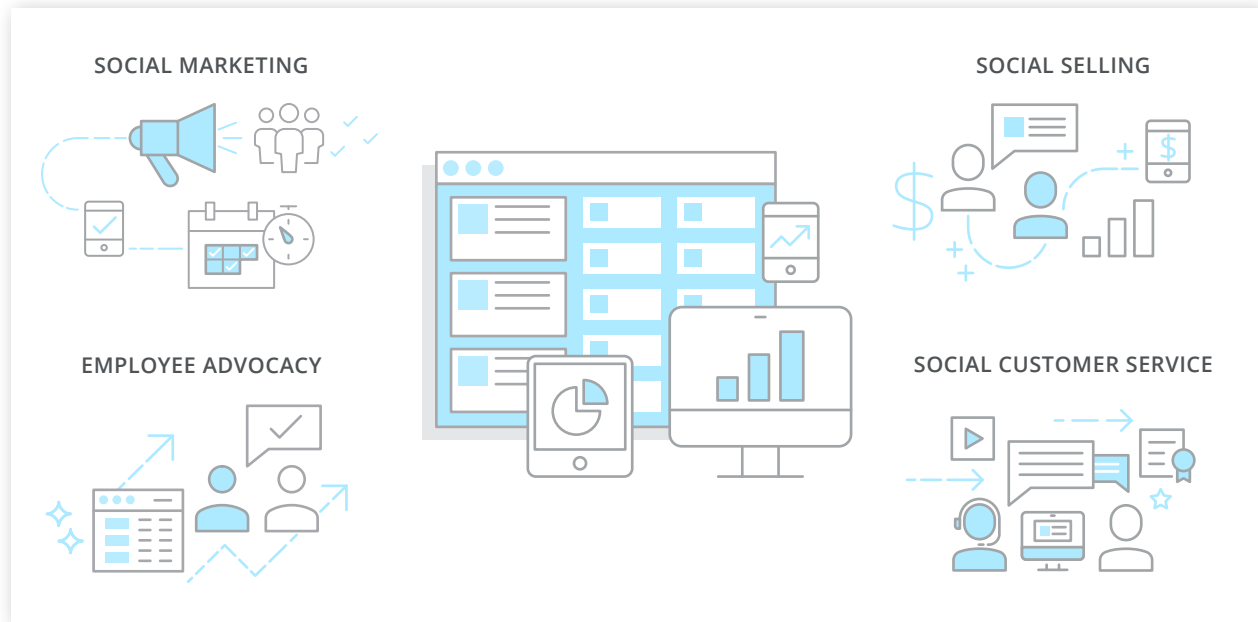 SOCIAL MARKETING
SOCIAL SELLING
$
$
EMPLOYEE ADVOCACY
SOCIAL CUSTOMER SERVICE